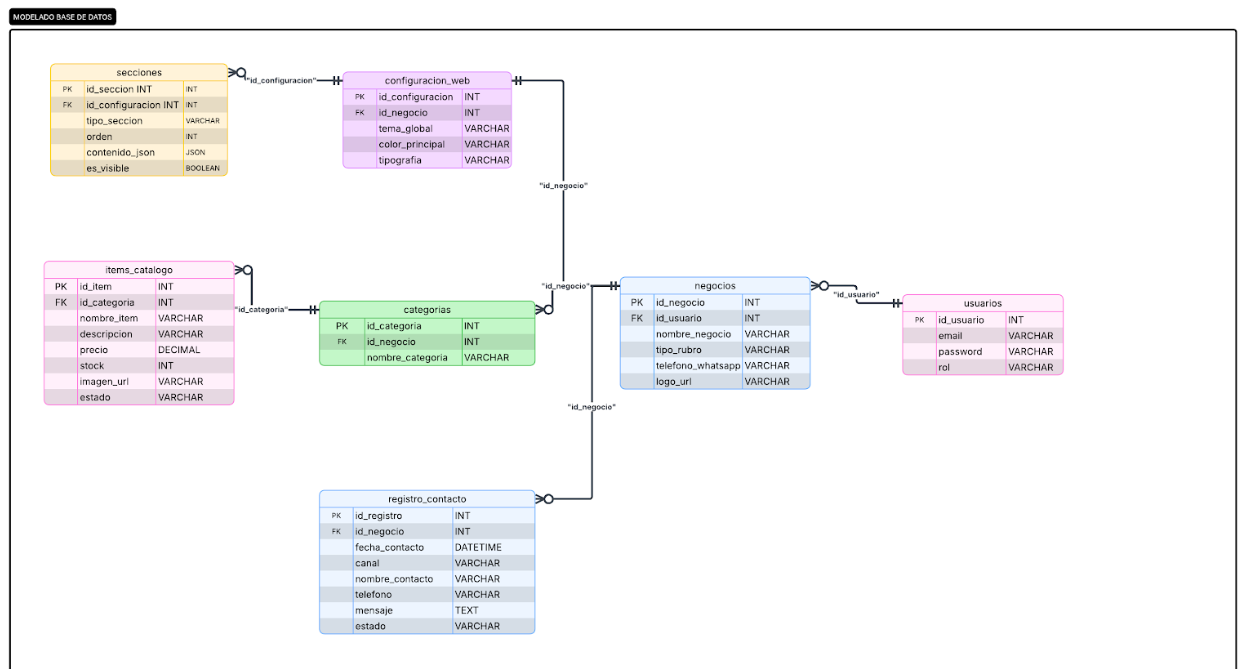 MODELADO BASE DE DATOS
secciones
PK id_seccion INT INT
FK id_configuracion INT INT
tipo_seccion VARCHAR
orden INT
contenido_json JSON
es_visible BOOLEAN
"id_configuracion"
configuracion_web
PK id_configuracion INT
FK id_negocio INT
tema_global VARCHAR
color_principal VARCHAR
tipografia VARCHAR
"id_negocio"
items_catalogo
PK id_item INT
FK id_categoria INT
nombre_item VARCHAR
descripcion VARCHAR
precio DECIMAL
stock INT
imagen_url VARCHAR
estado VARCHAR
"id_categoria"
categorias
PK id_categoria INT
FK id_negocio INT
nombre_categoria VARCHAR
"id_negocio"
negocios
PK id_negocio INT
FK id_usuario INT
nombre_negocio VARCHAR
tipo_rubro VARCHAR
telefono_whatsapp VARCHAR
logo_url VARCHAR
"id_usuario"
usuarios
PK id_usuario INT
email VARCHAR
password VARCHAR
rol VARCHAR
"id_negocio"
registro_contacto
PK id_registro INT
FK id_negocio INT
fecha_contacto DATETIME
canal VARCHAR
nombre_contacto VARCHAR
telefono VARCHAR
mensaje TEXT
estado VARCHAR